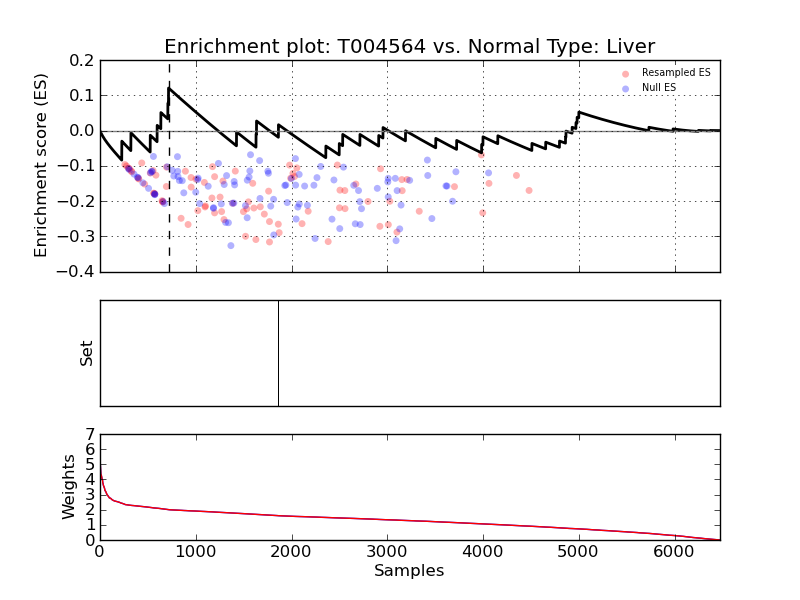 Enrichment plot: T004564 vs. Normal Type: Liver
Enrichment score (ES)
0.2
0.1
0.0
−0.1
−0.2
−0.3
−0.4
Resampled ES
Null ES
Set
Weights
7
6
5
4
3
2
1
0
0 1000 2000 3000 4000 5000 6000
Samples